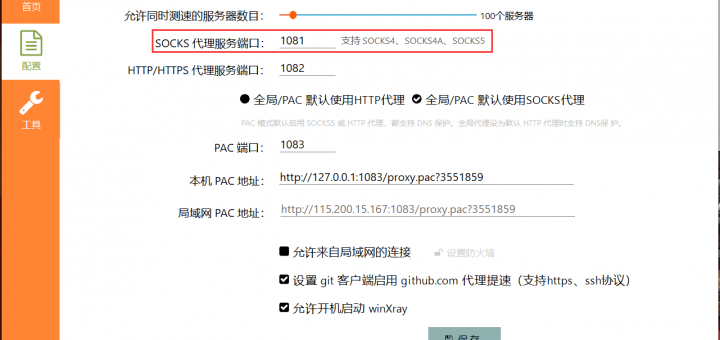 首页
允许同时测速的服务器数目： 100个服务器
SOCKS 代理服务端口： 1081 支持 SOCKS4、SOCKS4A、SOCKS5
配置
HTTP/HTTPS 代理服务端口： 1082
全局/PAC 默认使用HTTP代理 全局/PAC 默认使用SOCKS代理
工具
PAC 模式默认启用 SOCKS5 或 HTTP 代理，都支持 DNS 保护。全局代理设为默认 HTTP 代理时支持 DNS保护。
PAC 端口： 1083
本机 PAC 地址： http://127.0.0.1:1083/proxy.pac?3551859
局域网 PAC 地址： http://115.200.15.167:1083/proxy.pac?3551859
允许来自局域网的连接 设置防火墙
设置 git 客户端启用 github.com 代理提速（支持https、ssh协议）
允许开机启动 winXray
保存